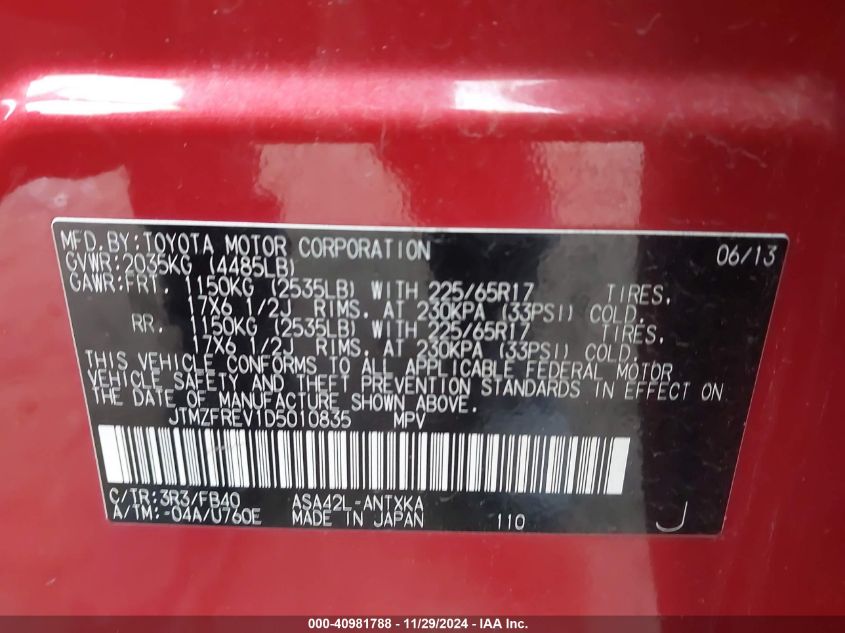 MFD. BY: TOYOTA MOTOR CORPORATION 06/13
GVWR: 2035KG (4485LB)
GAWR: FRT. 1150KG (2535LB) WITH 225/65R17 TIRES,
17X6 1/2J RIMS, AT 230KPA (33PSI) COLD.
RR. 1150KG (2535LB) WITH 225/65R17 TIRES,
17X6 1/2J RIMS, AT 230KPA (33PSI) COLD.
THIS VEHICLE CONFORMS TO ALL APPLICABLE FEDERAL MOTOR
VEHICLE SAFETY AND THEFT PREVENTION STANDARDS IN EFFECT ON
THE DATE OF MANUFACTURE SHOWN ABOVE.
JTMZFREV1D5010835 MPV
C/TR: 3R3/FB40 ASA42L-ANTXKA
A/TM: -04A/U760E MADE IN JAPAN 110 J
000-40981788 - 11/29/2024 - IAA Inc.